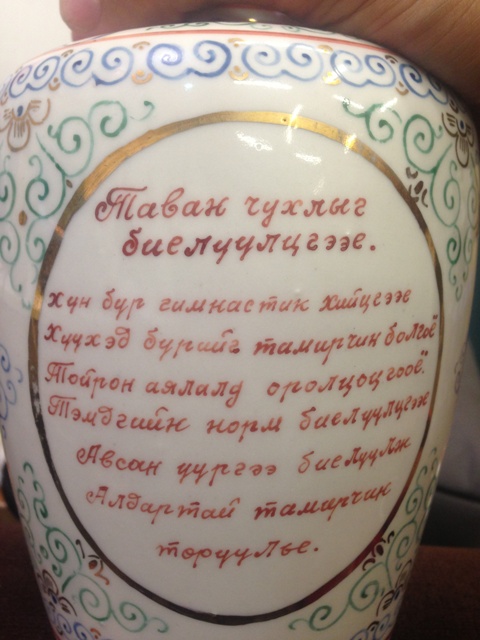 Таван чухлыг
биелүүлцгээе.
хүн бүр гимнастик хийцгээе
Хүүхэд бүрийг тамирчин болгоё
Тойрон аялалд оролцоцгооё.
Тэмдгийн норм биелүүлцгэж
Авсан үүргээ биелүүлж
Алдартай тамирчин
төрүүлье.